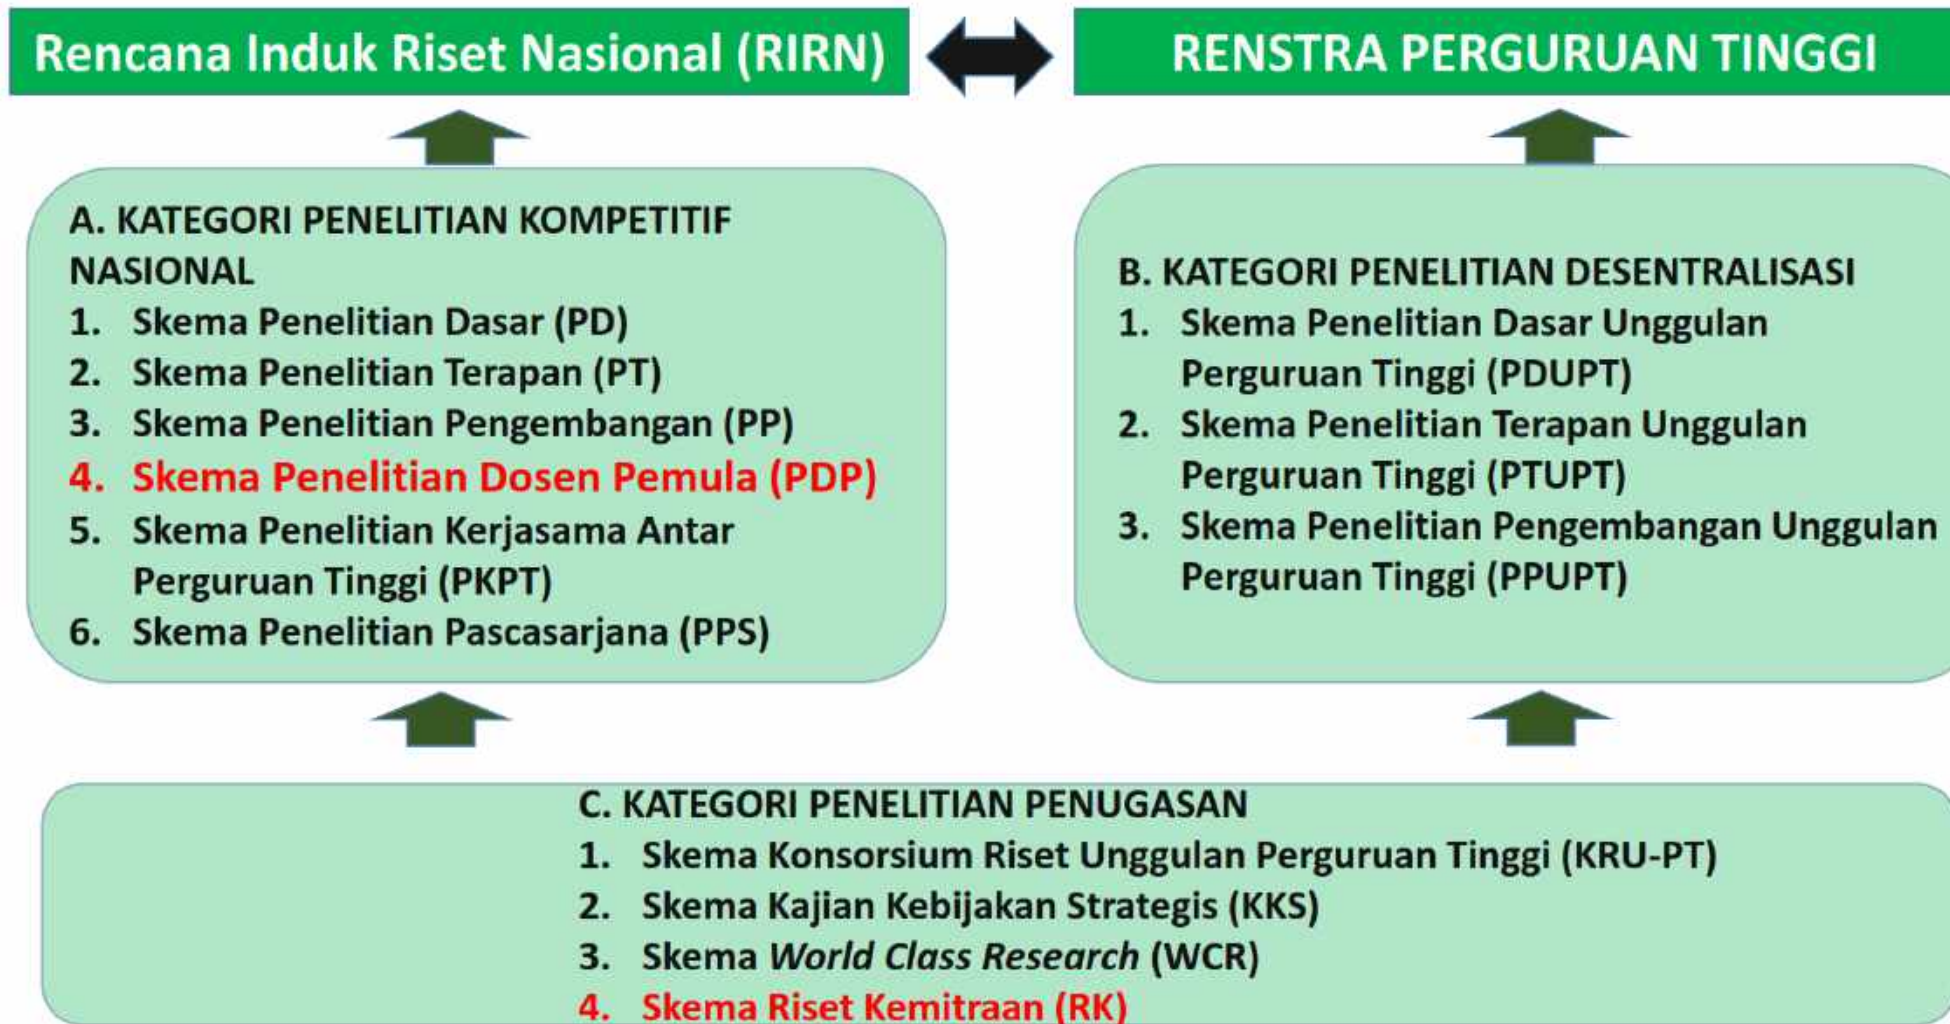 Rencana Induk Riset Nasional (RIRN)
RENSTRA PERGURUAN TINGGI
A. KATEGORI PENELITIAN KOMPETITIF
NASIONAL
1. Skema Penelitian Dasar (PD)
2. Skema Penelitian Terapan (PT)
3. Skema Penelitian Pengembangan (PP)
4. Skema Penelitian Dosen Pemula (PDP)
5. Skema Penelitian Kerjasama Antar
Perguruan Tinggi (PKPT)
6. Skema Penelitian Pascasarjana (PPS)
B. KATEGORI PENELITIAN DESENTRALISASI
1. Skema Penelitian Dasar Unggulan
Perguruan Tinggi (PDUPT)
2. Skema Penelitian Terapan Unggulan
Perguruan Tinggi (PTUPT)
3. Skema Penelitian Pengembangan Unggulan
Perguruan Tinggi (PPUPT)
C. KATEGORI PENELITIAN PENUGASAN
1. Skema Konsorsium Riset Unggulan Perguruan Tinggi (KRU-PT)
2. Skema Kajian Kebijakan Strategis (KKS)
3. Skema World Class Research (WCR)
4. Skema Riset Kemitraan (RK)